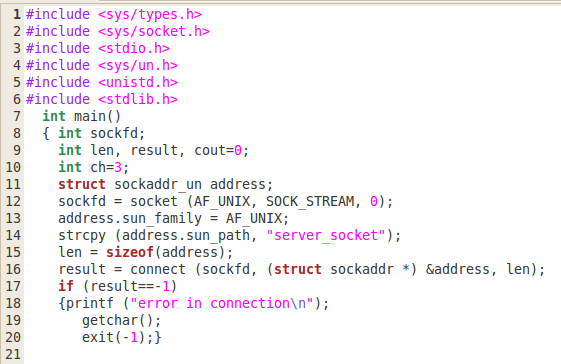 1 #include <sys/types.h>
2 #include <sys/socket.h>
3 #include <stdio.h>
4 #include <sys/un.h>
5 #include <unistd.h>
6 #include <stdlib.h>
7 int main()
8 { int sockfd;
9 int len, result, cout=0;
10 int ch=3;
11 struct sockaddr_un address;
12 sockfd = socket (AF_UNIX, SOCK_STREAM, 0);
13 address.sun_family = AF_UNIX;
14 strcpy (address.sun_path, "server_socket");
15 len = sizeof(address);
16 result = connect (sockfd, (struct sockaddr *) &address, len);
17 if (result==-1)
18 {printf ("error in connection\n");
19 getchar();
20 exit(-1);}
21